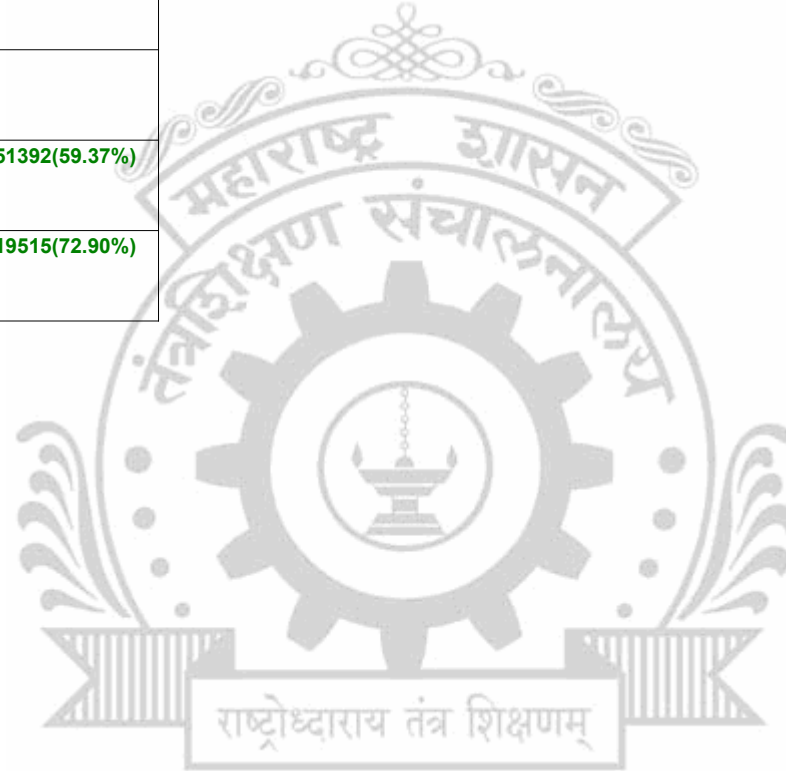 51392(59.37%)
19515(72.90%)
महाराष्ट्र शासन
तंत्रशिक्षण संचालनालय
राष्ट्रोध्दाराय तंत्र शिक्षणम्